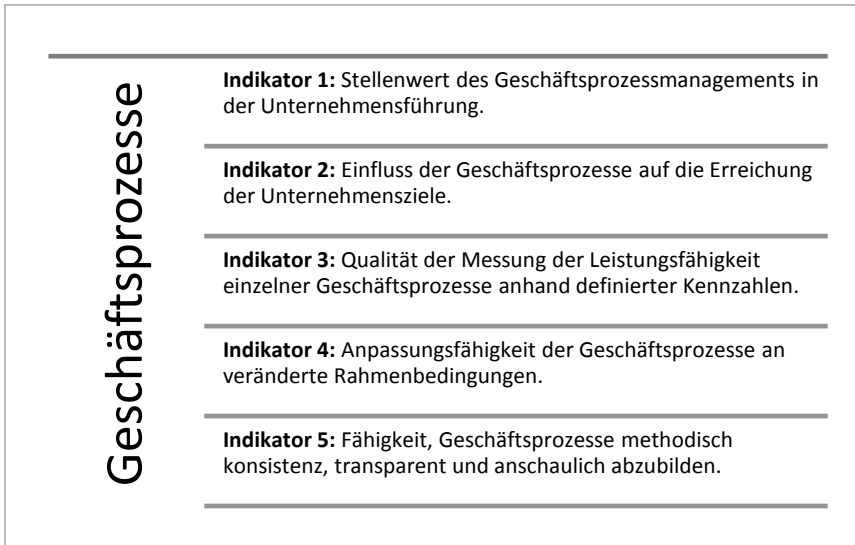 Geschäftsprozesse
Indikator 1: Stellenwert des Geschäftsprozessmanagements in
der Unternehmensführung.
Indikator 2: Einfluss der Geschäftsprozesse auf die Erreichung
der Unternehmensziele.
Indikator 3: Qualität der Messung der Leistungsfähigkeit
einzelner Geschäftsprozesse anhand definierter Kennzahlen.
Indikator 4: Anpassungsfähigkeit der Geschäftsprozesse an
veränderte Rahmenbedingungen.
Indikator 5: Fähigkeit, Geschäftsprozesse methodisch
konsistenz, transparent und anschaulich abzubilden.